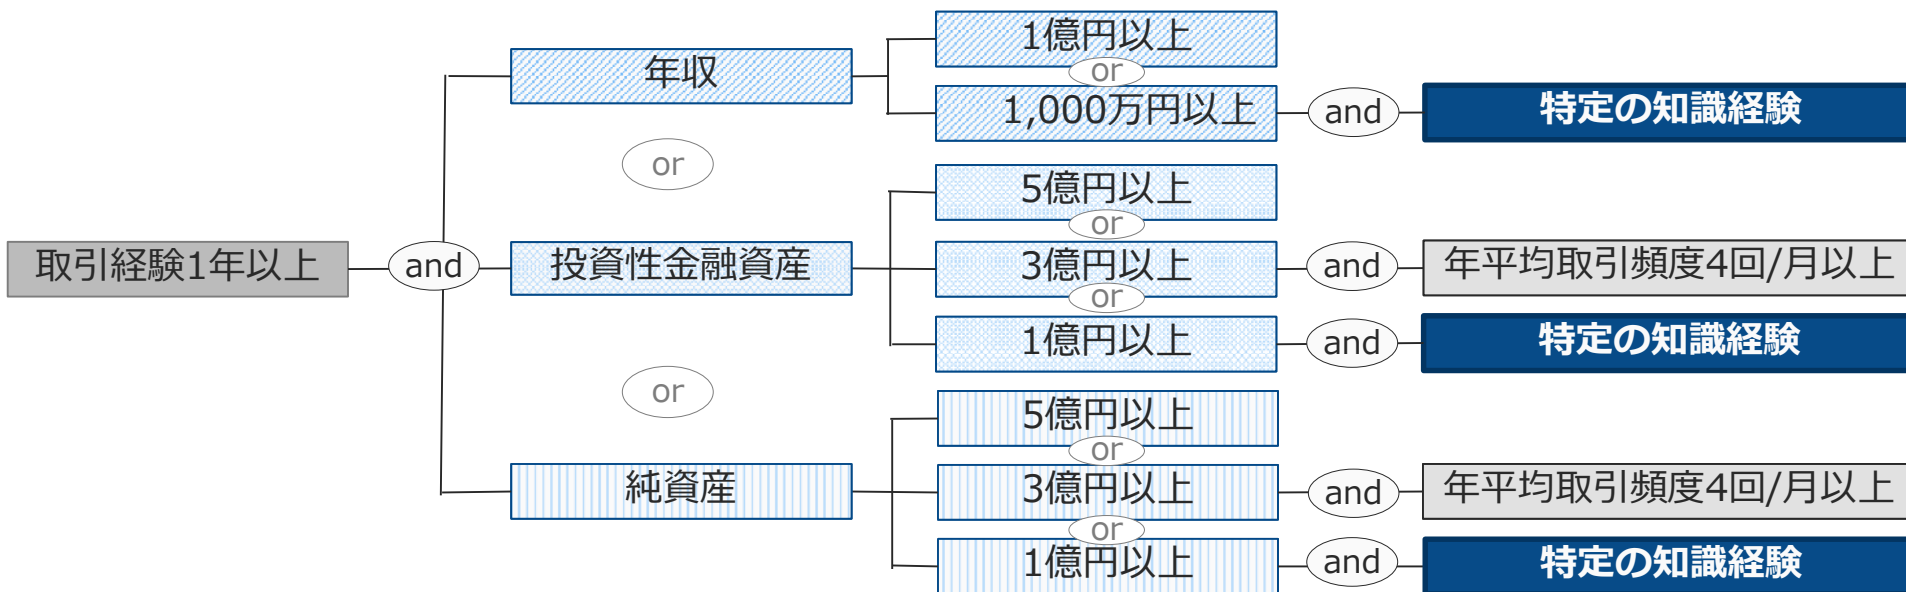 1億円以上
年収
or
1,000万円以上
and
特定の知識経験
or
5億円以上
or
取引経験1年以上
and
投資性金融資産
3億円以上
and
年平均取引頻度4回/月以上
or
1億円以上
and
特定の知識経験
or
5億円以上
or
純資産
3億円以上
and
年平均取引頻度4回/月以上
or
1億円以上
and
特定の知識経験